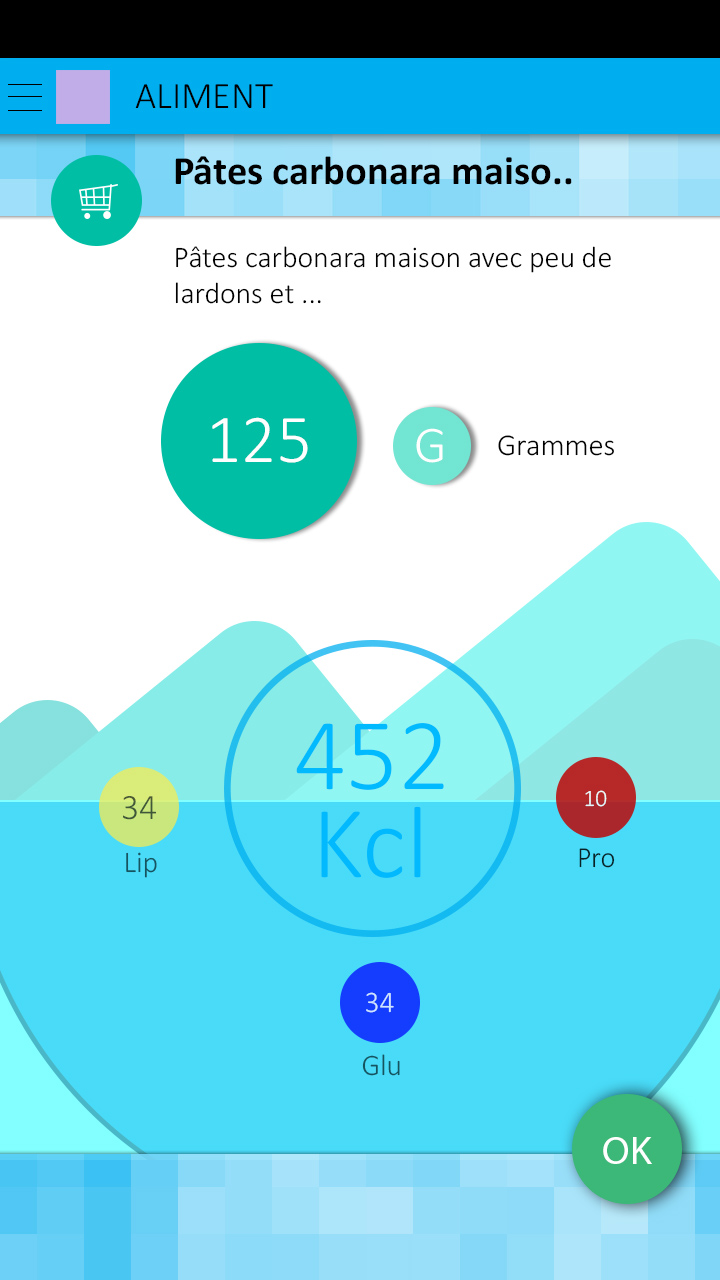 ALIMENT
Pâtes carbonara maiso..
Pâtes carbonara maison avec peu de
lardons et ...
125
G
Grammes
452
Kcl
34
Lip
10
Pro
34
Glu
OK